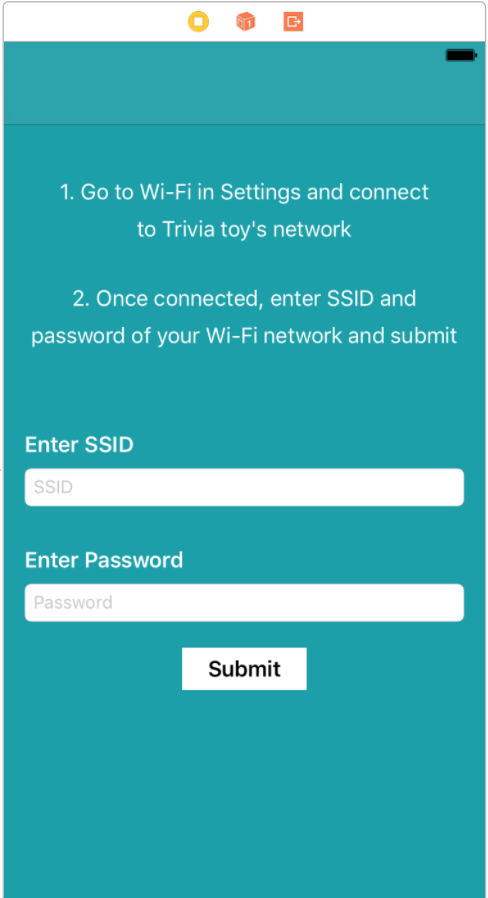 1. Go to Wi-Fi in Settings and connect
to Trivia toy's network
2. Once connected, enter SSID and
password of your Wi-Fi network and submit
Enter SSID
SSID
Enter Password
Password
Submit